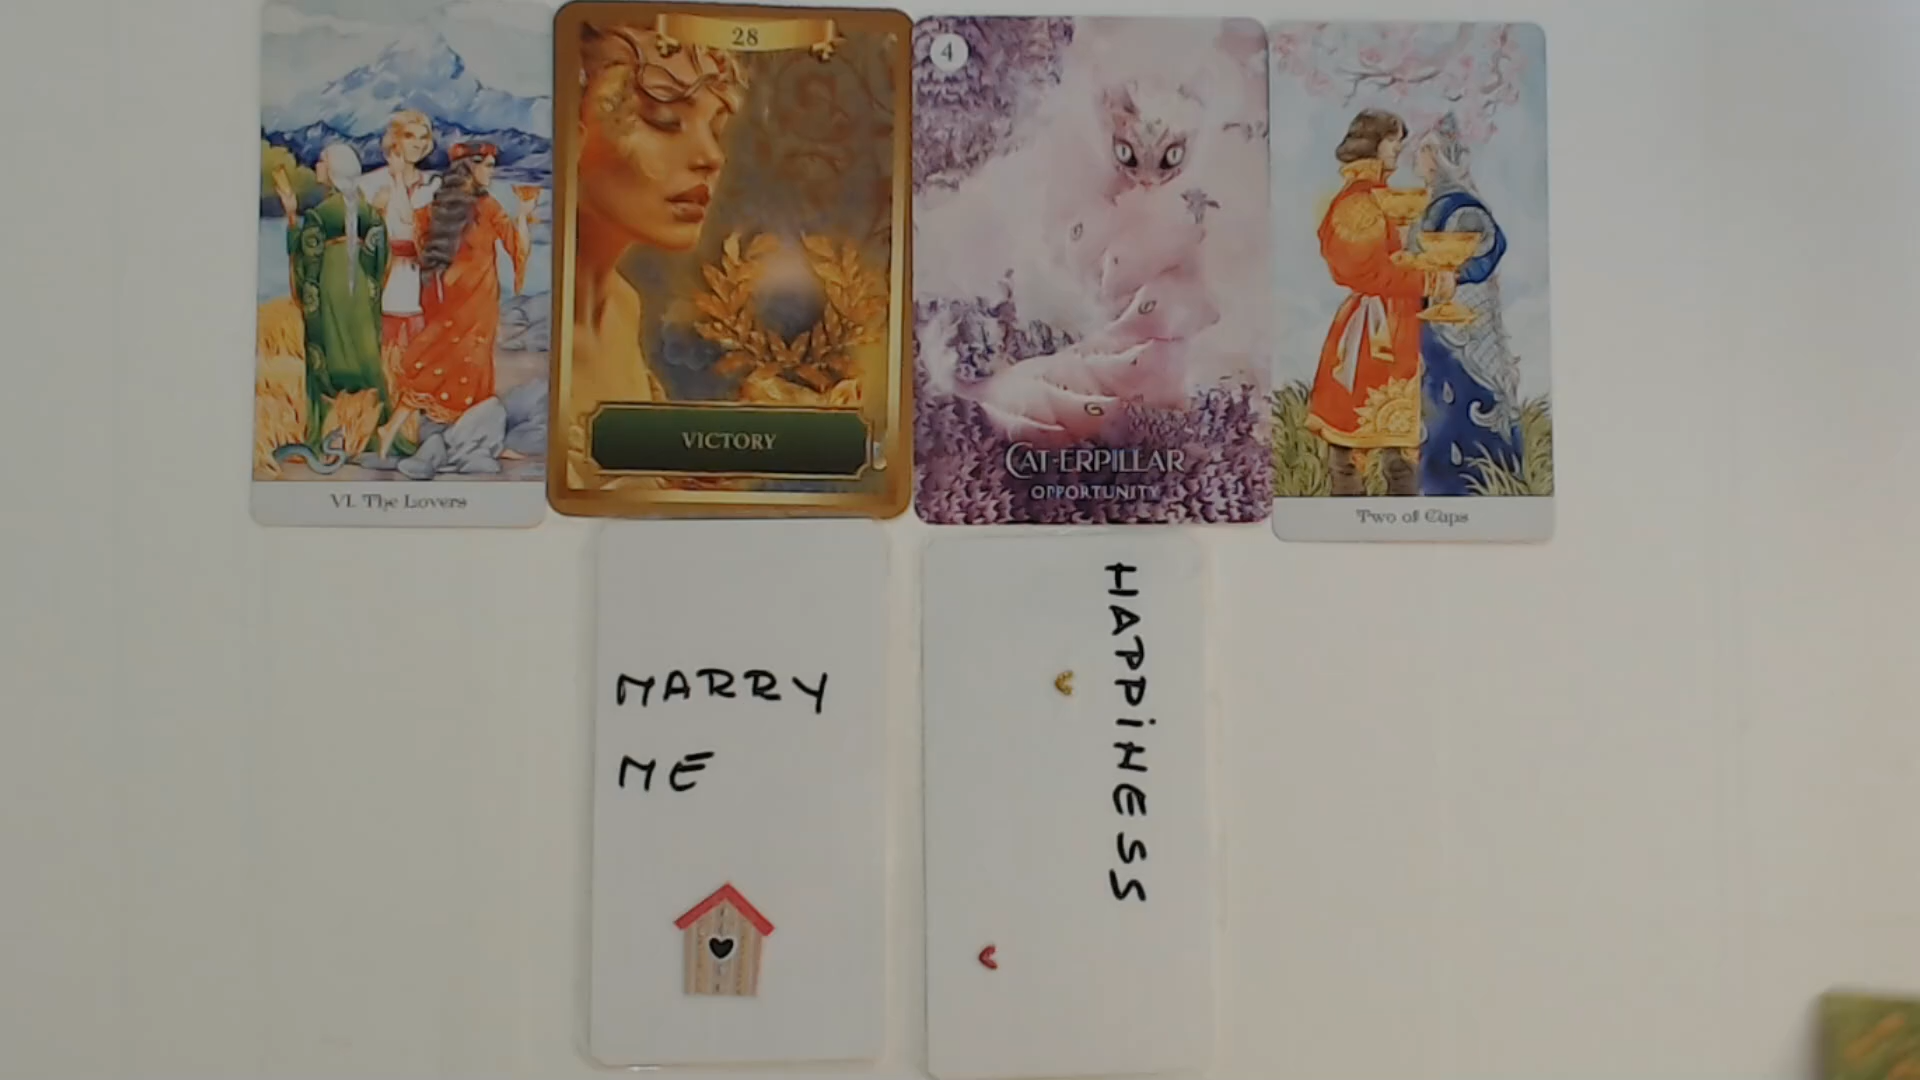 28
4
VICTORY
CAT-ERPILLAR
OPPORTUNITY
VI. The Lovers
Two of Cups
MARRY
ME
HAPPiNESS